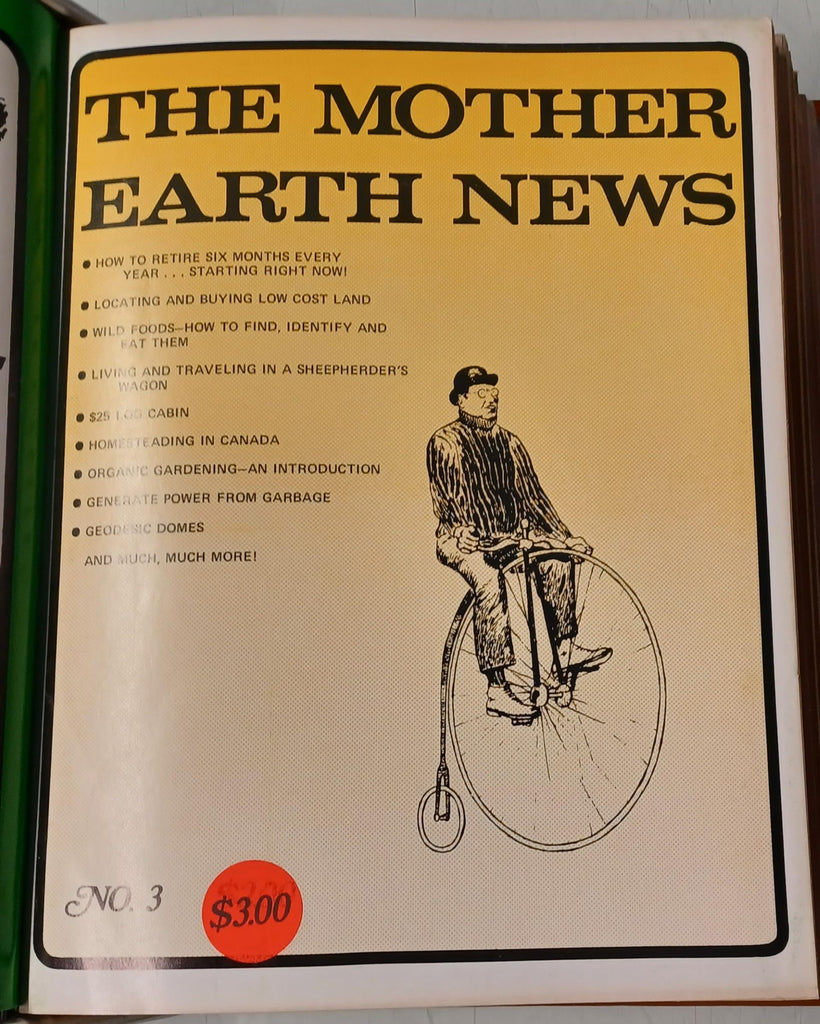 THE MOTHER
EARTH NEWS
● HOW TO RETIRE SIX MONTHS EVERY
YEAR . . . STARTING RIGHT NOW!
● LOCATING AND BUYING LOW COST LAND
● WILD FOODS—HOW TO FIND, IDENTIFY AND
EAT THEM
● LIVING AND TRAVELING IN A SHEEPHERDER'S
WAGON
● $25 LOG CABIN
● HOMESTEADING IN CANADA
● ORGANIC GARDENING—AN INTRODUCTION
● GENERATE POWER FROM GARBAGE
● GEODESIC DOMES
AND MUCH, MUCH MORE!
NO. 3
$3.00